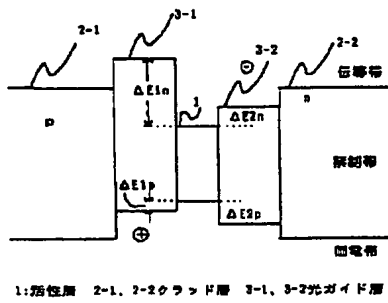 3-1
2-1
3-2
2-2
⊖
伝導帯
ΔE1n
1
n
p
ΔE2n
禁制帯
ΔE1p
ΔE2p
⊕
価電帯
1:活性層 2-1、2-2クラッド層 3-1、3-2光ガイド層